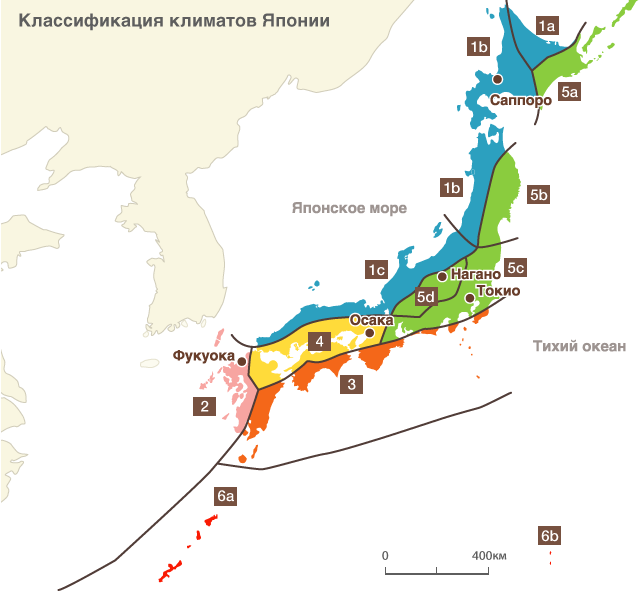 Классификация климатов Японии
1a
1b
Саппоро
5a
1b
5b
Японское море
1c
5c
Нагано
5d
Токио
Осака
4
Фукуока
Тихий океан
3
2
6a
6b
0
400км